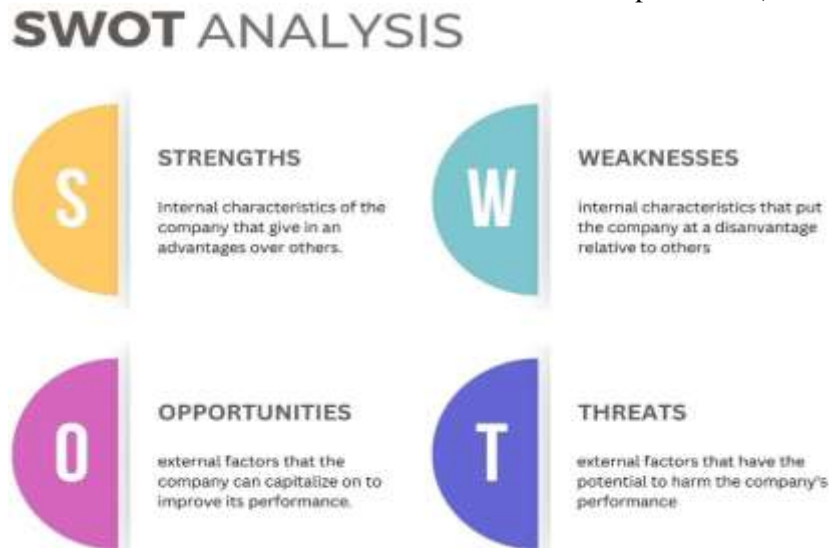 SWOT ANALYSIS
S
STRENGTHS
Internal characteristics of the
company that give in an
advantages over others.
W
WEAKNESSES
internal characteristics that put
the company at a disanvantage
relative to others
O
OPPORTUNITIES
external factors that the
company can capitalize on to
improve its performance.
T
THREATS
external factors that have the
potential to harm the company's
performance